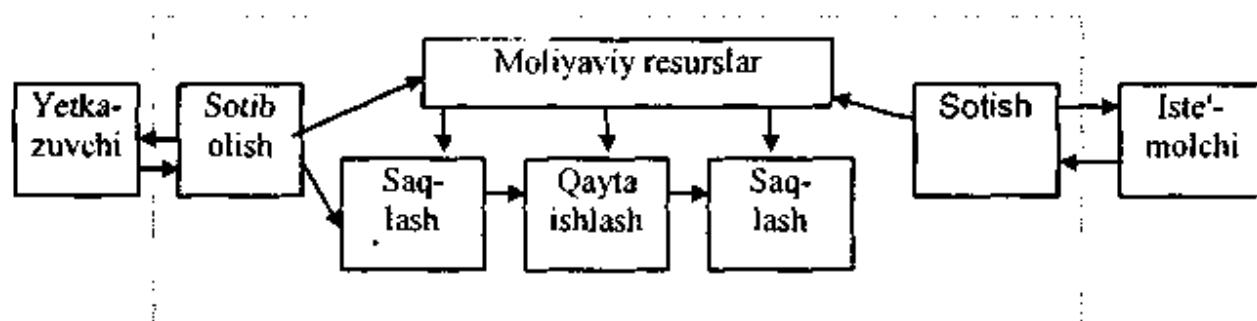 Moliyaviy resurslar
Yetka-
zuvchi
Sotib
olish
Sotish
Iste'-
molchi
Saq-
lash
Qayta
ishlash
Saq-
lash